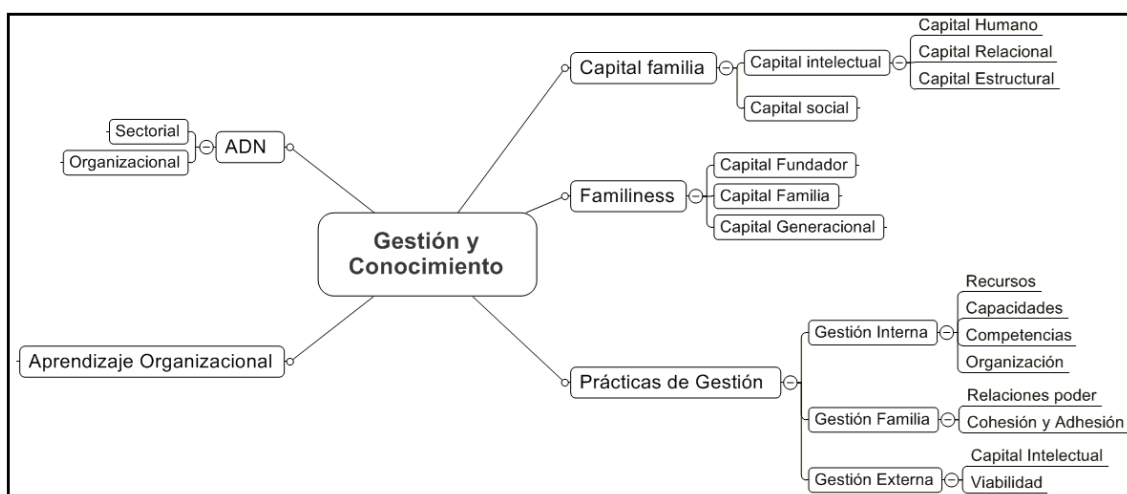 Gestión y
Conocimiento
ADN
Sectorial
Organizacional
Aprendizaje Organizacional
Capital familia
Capital intelectual
Capital Humano
Capital Relacional
Capital Estructural
Capital social
Familiness
Capital Fundador
Capital Familia
Capital Generacional
Prácticas de Gestión
Gestión Interna
Recursos
Capacidades
Competencias
Organización
Gestión Familia
Relaciones poder
Cohesión y Adhesión
Gestión Externa
Capital Intelectual
Viabilidad